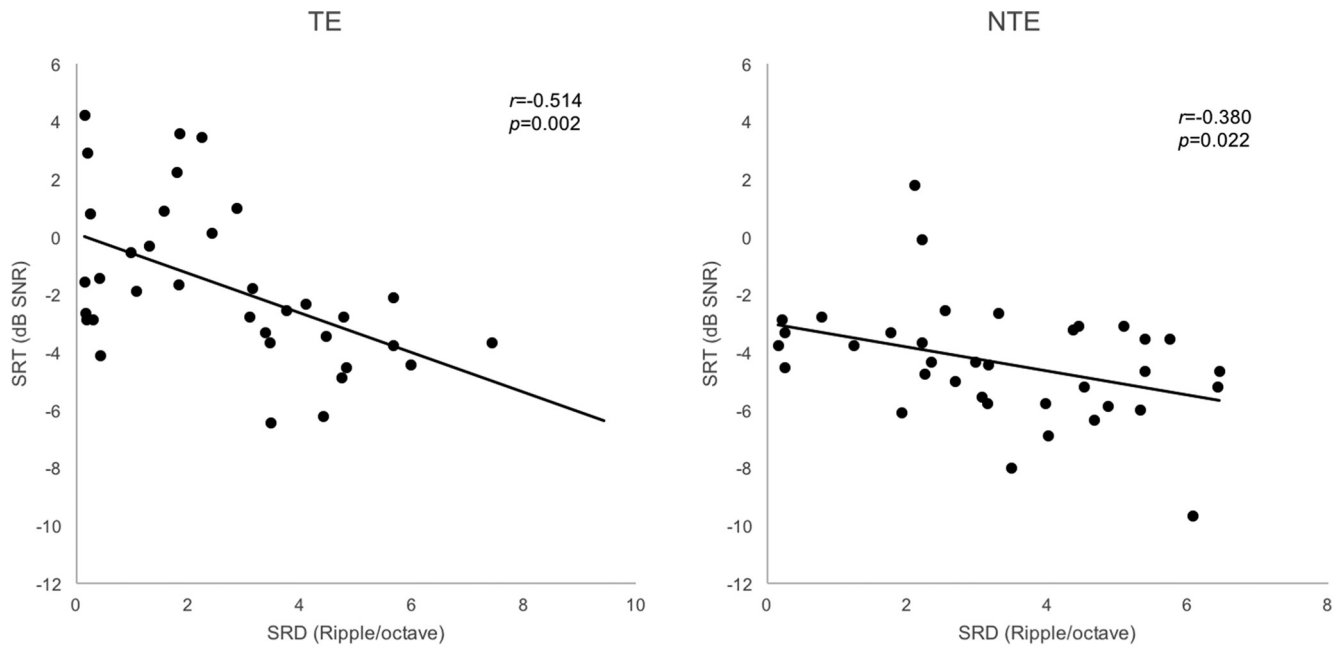 TE
r=-0.514
p=0.002
SRT (dB SNR)
6
4
2
0
-2
-4
-6
-8
-10
-12
0 2 4 6 8 10
SRD (Ripple/octave)
NTE
r=-0.380
p=0.022
SRT (dB SNR)
6
4
2
0
-2
-4
-6
-8
-10
-12
0 2 4 6 8
SRD (Ripple/octave)